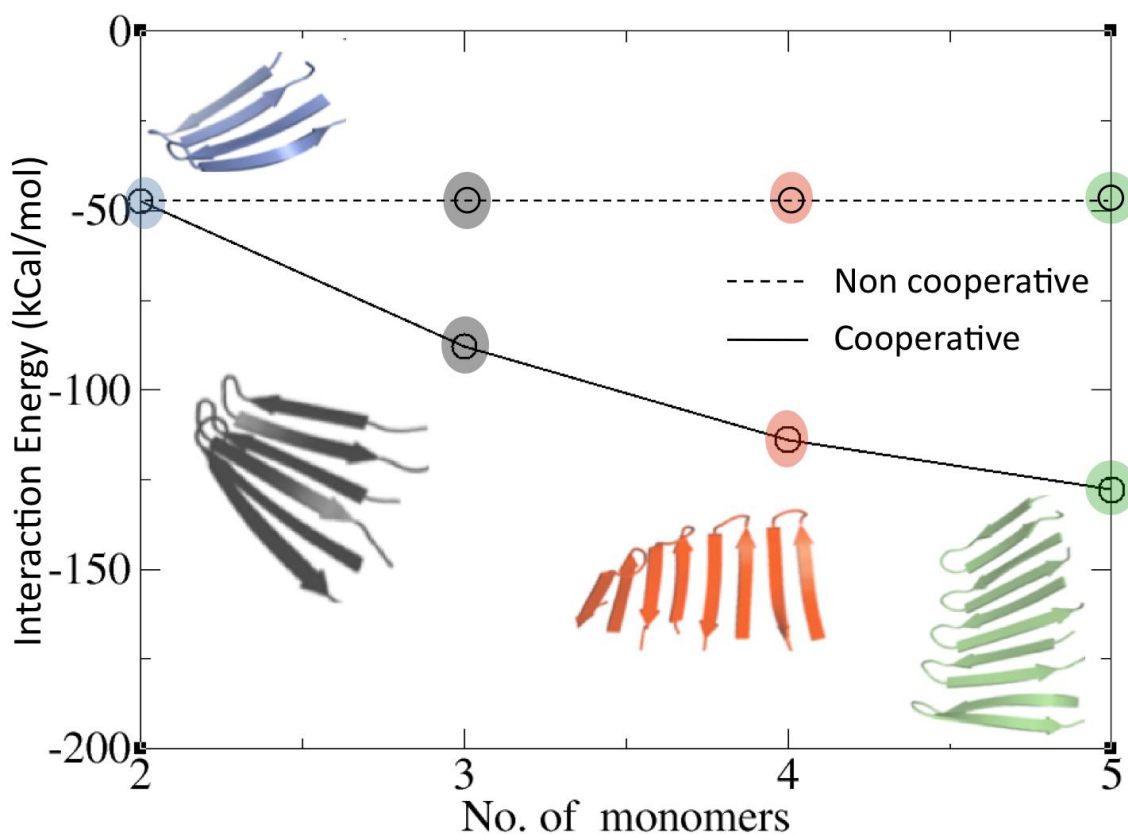 0
-50
-100
-150
-200
Interaction Energy (kCal/mol)
Non cooperative
Cooperative
2 3 4 5
No. of monomers